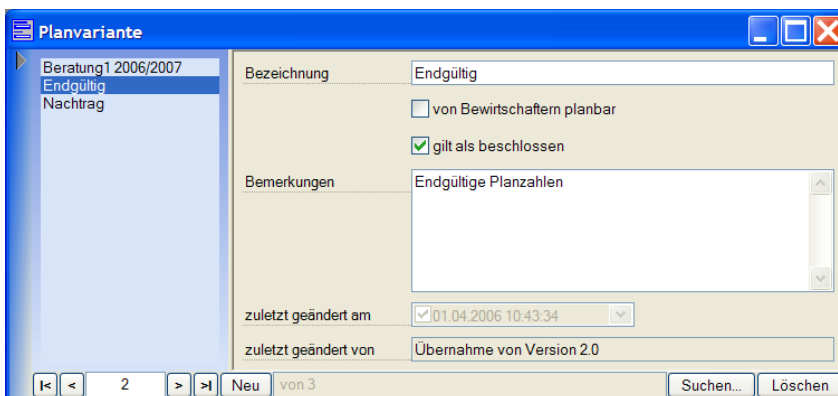 Planvariante
Beratung1 2006/2007
Endgültig
Nachtrag
Bezeichnung
Endgültig
von Bewirtschaftern planbar
gilt als beschlossen
Bemerkungen
Endgültige Planzahlen
zuletzt geändert am
01.04.2006 10:43:34
zuletzt geändert von
Übernahme von Version 2.0
|< < 2 > >| Neu von 3 Suchen... Löschen